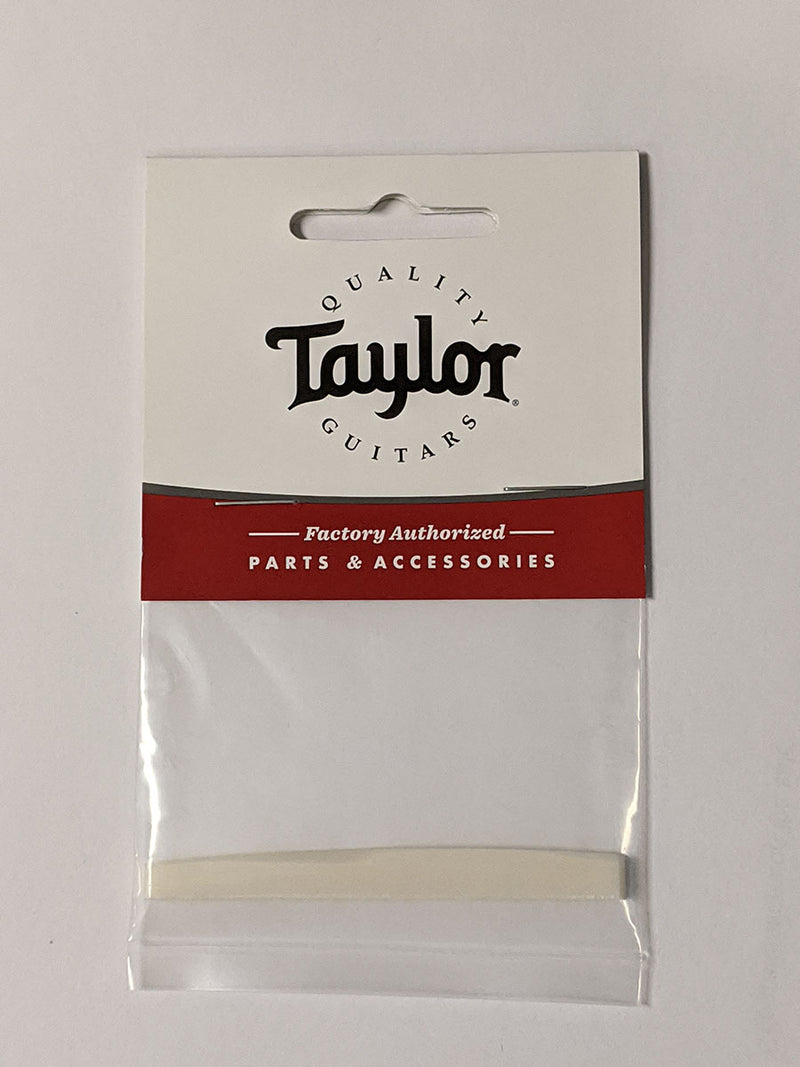 QUALITY
Taylor®
GUITARS
Factory Authorized
PARTS & ACCESSORIES